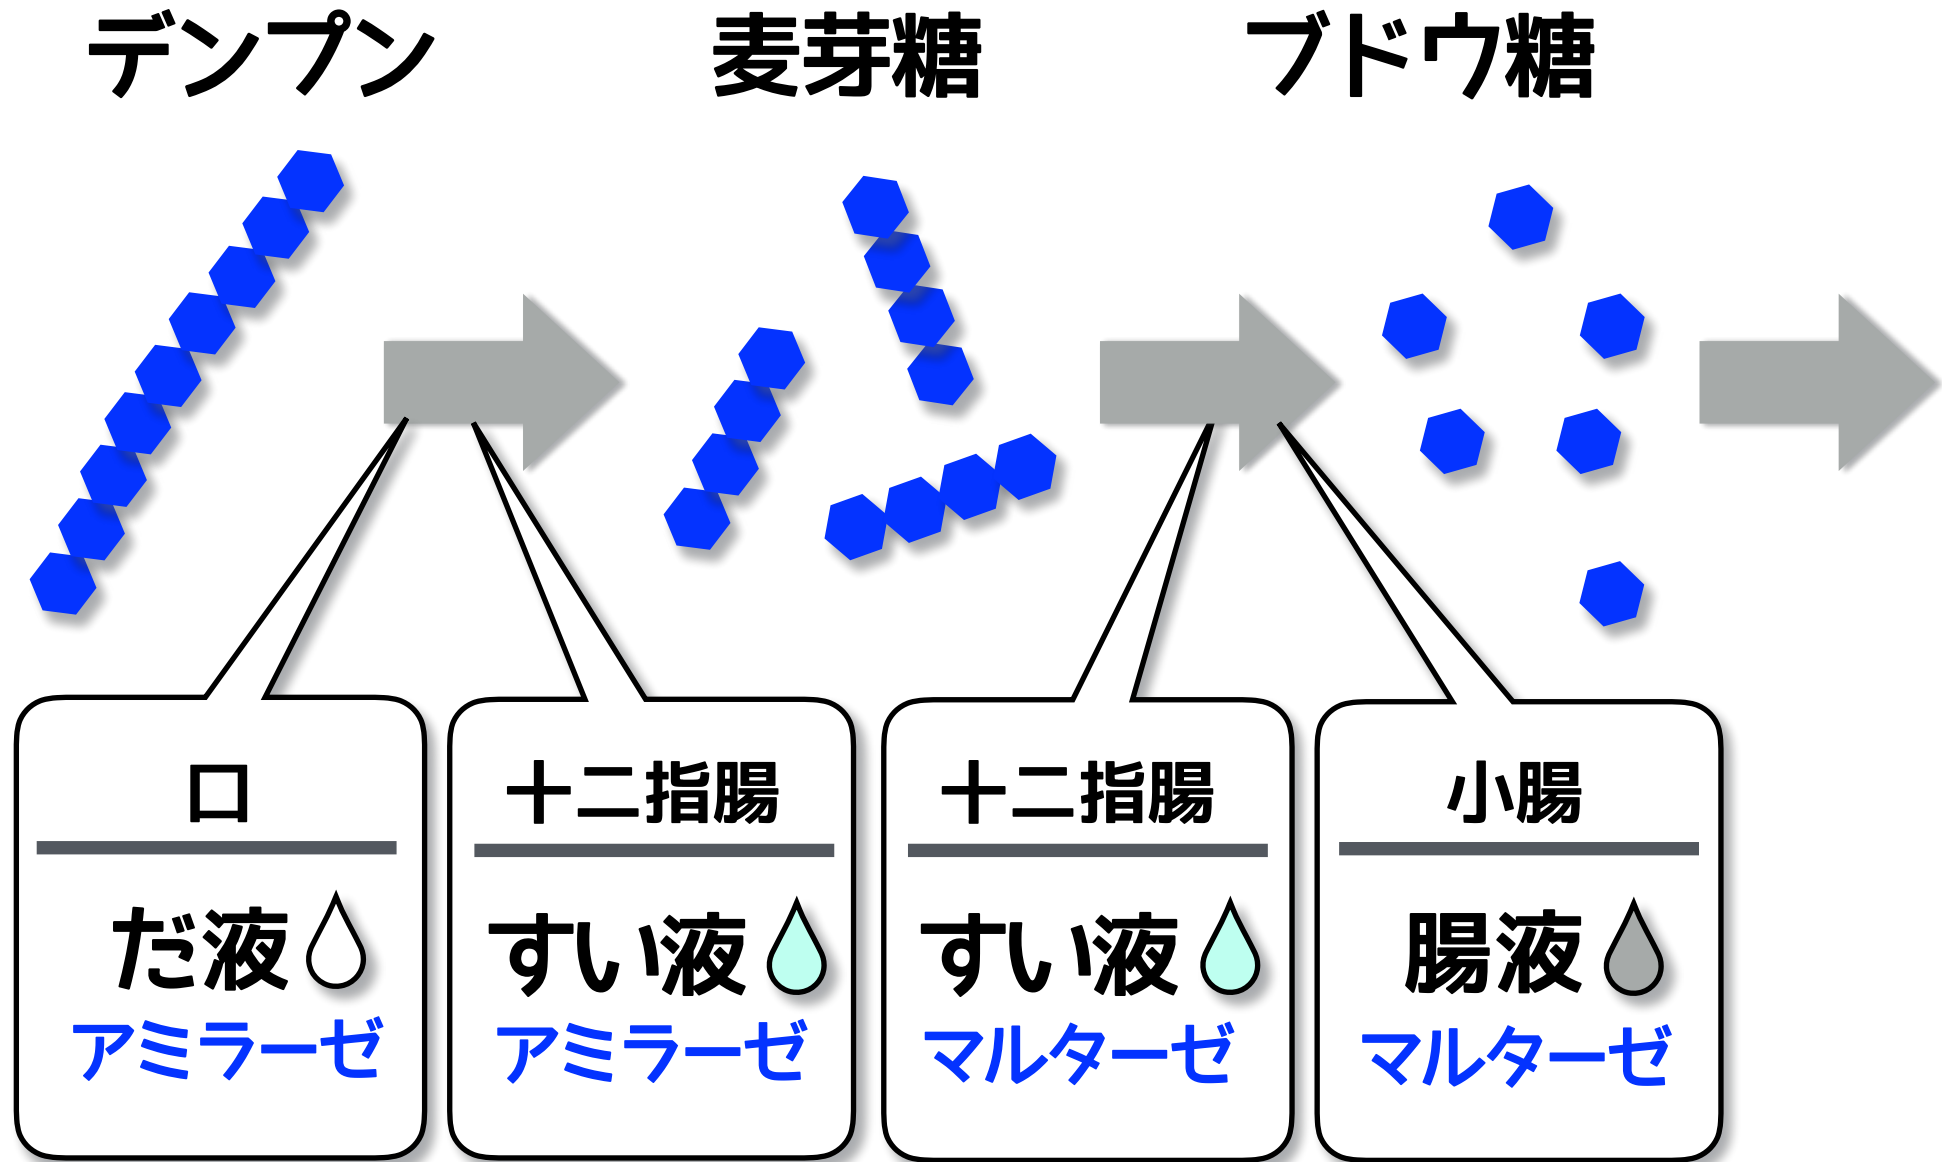 デンプン
麦芽糖
ブドウ糖
口
だ液
アミラーゼ
十二指腸
すい液
アミラーゼ
十二指腸
すい液
マルターゼ
小腸
腸液
マルターゼ